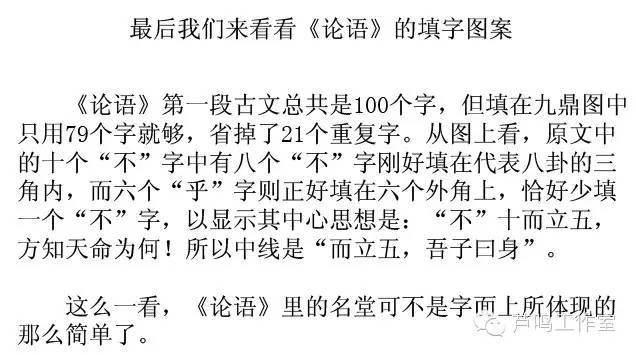 最后我们来看看《论语》的填字图案
《论语》第一段古文总共是100个字，但填在九鼎图中
只用79个字就够，省掉了21个重复字。从图上看，原文中
的十个“不”字中有八个“不”字刚好填在代表八卦的三
角内，而六个“乎”字则正好填在六个外角上，恰好少填
一个“不”字，以显示其中心思想是：“不”十而立五，
方知天命为何！所以中线是“而立五，吾子曰身”。
这么一看，《论语》里的名堂可不是字面上所体现的
那么简单了。
芦鸣工作室